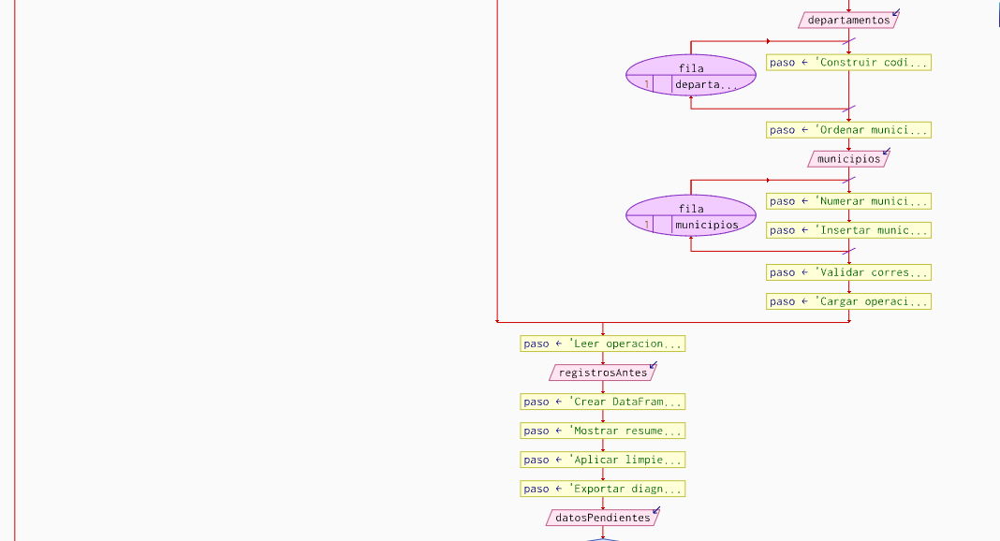 departamentos
fila
paso ← 'Construir codi...
1 departa...
paso ← 'Ordenar munici...
municipios
fila
paso ← 'Numerar munici...
1 municipios
paso ← 'Insertar munic...
paso ← 'Validar corres...
paso ← 'Cargar operaci...
paso ← 'Leer operacion...
registrosAntes
paso ← 'Crear DataFram...
paso ← 'Mostrar resume...
paso ← 'Aplicar limpie...
paso ← 'Exportar diagn...
datosPendientes